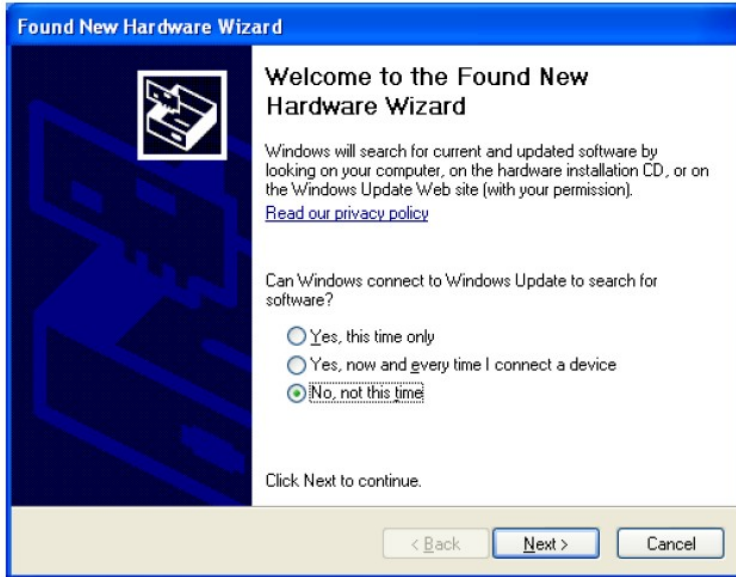 Found New Hardware Wizard
Welcome to the Found New
Hardware Wizard
Windows will search for current and updated software by
looking on your computer, on the hardware installation CD, or on
the Windows Update Web site (with your permission).
Read our privacy policy
Can Windows connect to Windows Update to search for
software?
Yes, this time only
Yes, now and every time I connect a device
No, not this time
Click Next to continue.
< Back
Next >
Cancel